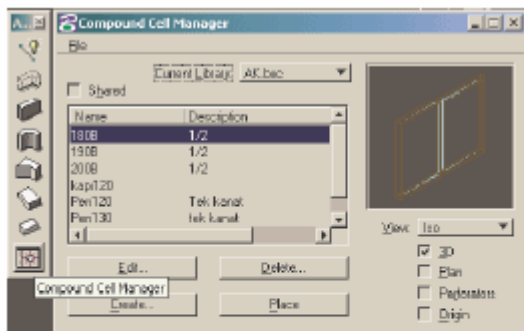 A...
Compound Cell Manager
File
Current Library: AK.bxc
Shared
Name Description
180B 1/2
190B 1/2
200B 1/2
kapi120
Pen120 Tek kanat
Pen130 tek kanat
View: Iso
3D
Edit... Delete... Plan
Compound Cell Manager Perforators
Create... Place Origin